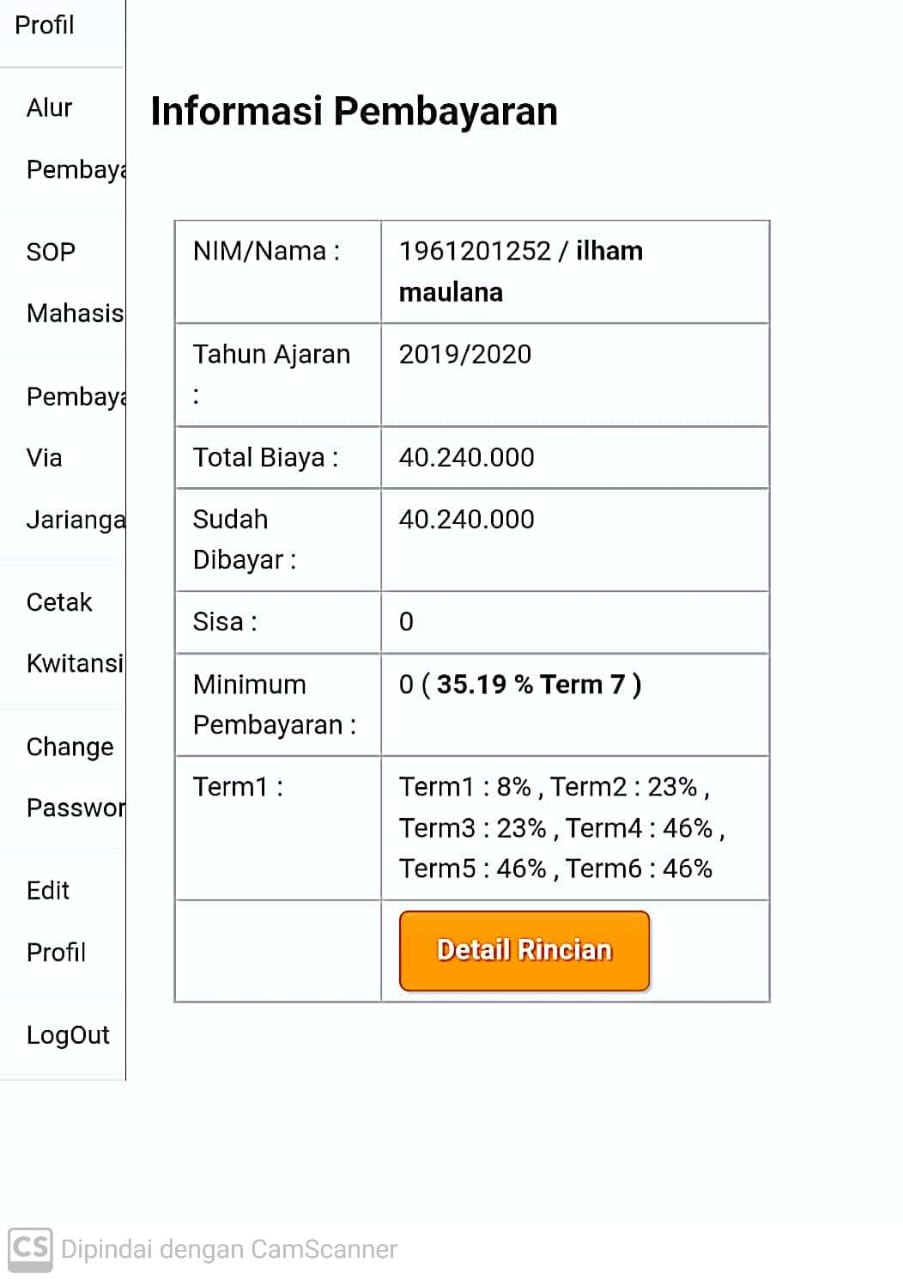 Profil
Alur
Pembaya
SOP
Mahasis
Pembaya
Via
Jarianga
Cetak
Kwitansi
Change
Passwor
Edit
Profil
LogOut
Informasi Pembayaran
NIM/Nama : 1961201252 / ilham
maulana
Tahun Ajaran 2019/2020
:
Total Biaya : 40.240.000
Sudah 40.240.000
Dibayar :
Sisa : 0
Minimum 0 ( 35.19 % Term 7 )
Pembayaran :
Term1 : Term1 : 8% , Term2 : 23% ,
Term3 : 23% , Term4 : 46% ,
Term5 : 46% , Term6 : 46%
Detail Rincian
CS Dipindai dengan CamScanner